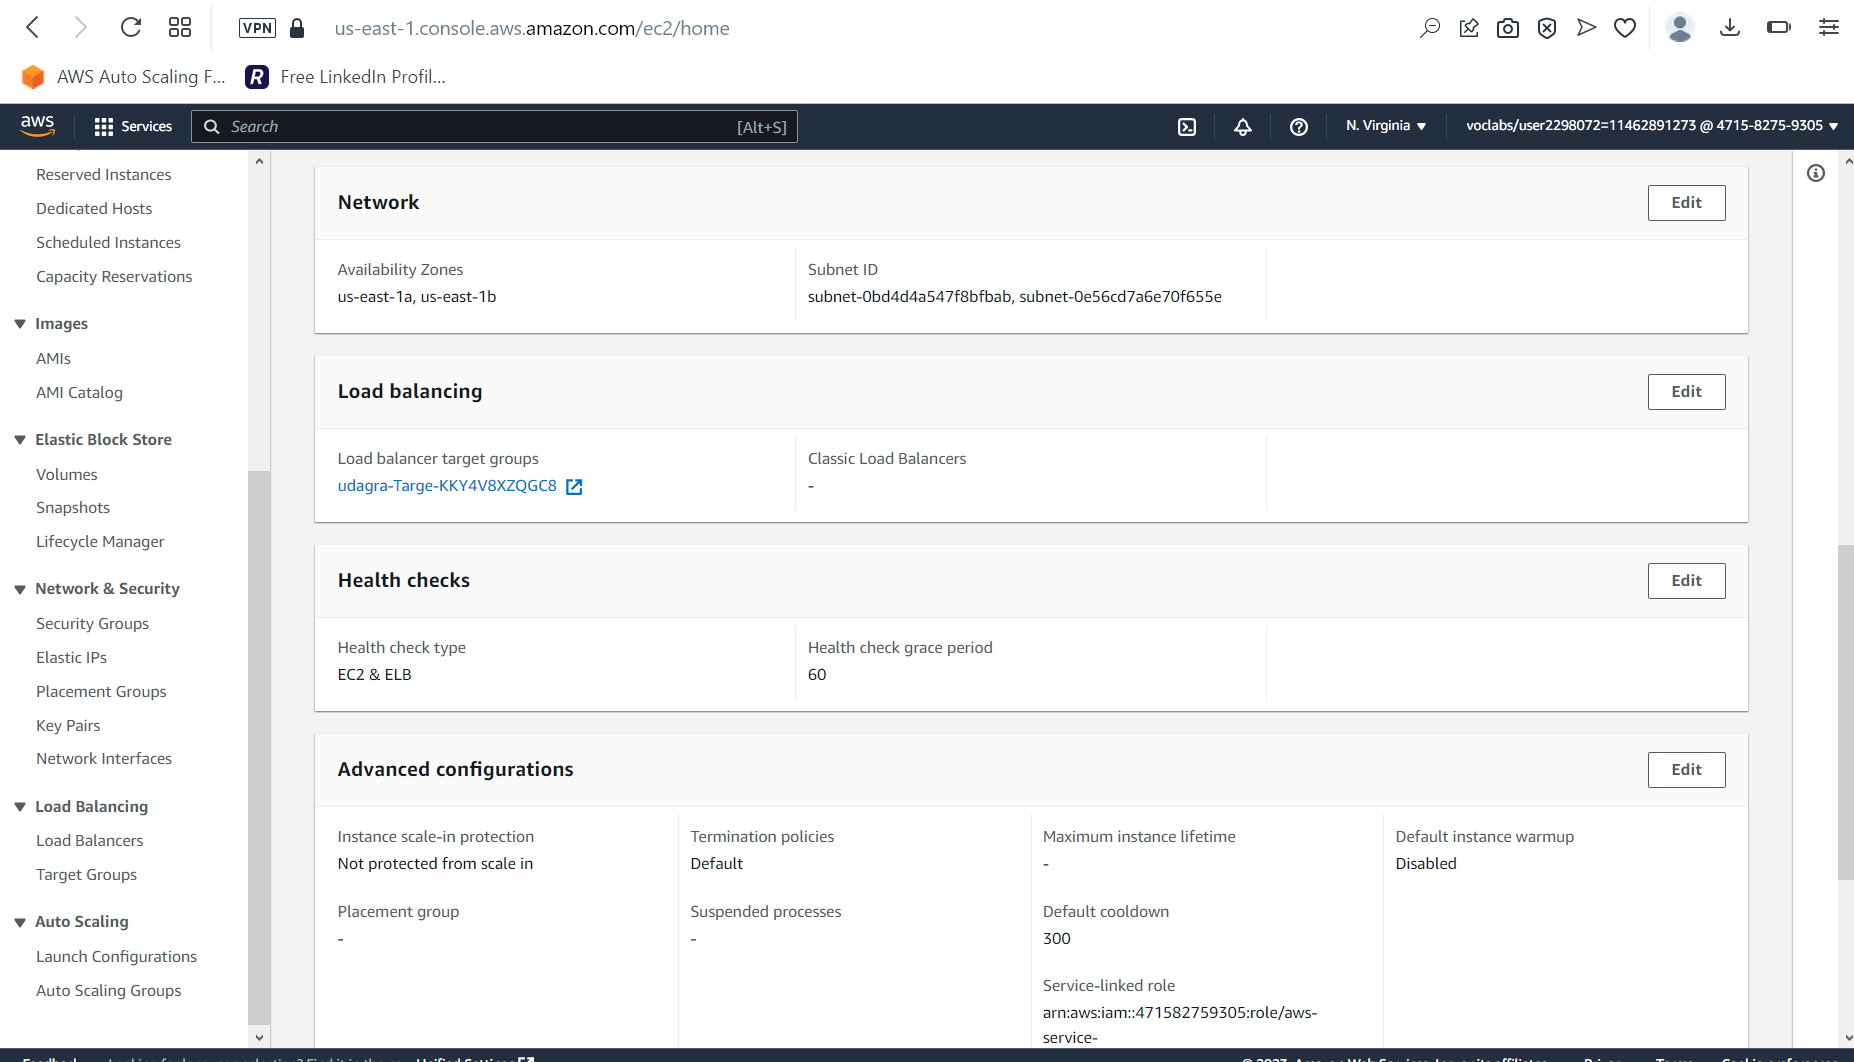 VPN
us-east-1.console.aws.amazon.com/ec2/home
AWS Auto Scaling F...
R
Free LinkedIn Profil...
aws
Services
Search
[Alt+S]
N. Virginia
voclabs/user2298072=11462891273 @ 4715-8275-9305
Reserved Instances
Dedicated Hosts
Scheduled Instances
Capacity Reservations
Images
AMIs
AMI Catalog
Elastic Block Store
Volumes
Snapshots
Lifecycle Manager
Network & Security
Security Groups
Elastic IPs
Placement Groups
Key Pairs
Network Interfaces
Load Balancing
Load Balancers
Target Groups
Auto Scaling
Launch Configurations
Auto Scaling Groups
Network
Edit
Availability Zones
us-east-1a, us-east-1b
Subnet ID
subnet-0bd4d4a547f8bfbab, subnet-0e56cd7a6e70f655e
Load balancing
Edit
Load balancer target groups
udagra-Targe-KKY4V8XZQGC8
Classic Load Balancers
-
Health checks
Edit
Health check type
EC2 & ELB
Health check grace period
60
Advanced configurations
Edit
Instance scale-in protection
Not protected from scale in
Termination policies
Default
Maximum instance lifetime
-
Default instance warmup
Disabled
Placement group
-
Suspended processes
-
Default cooldown
300
Service-linked role
arn:aws:iam::471582759305:role/aws-
service-